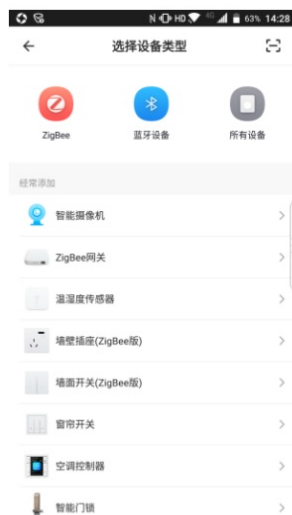 N HD 4G 63% 14:28
选择设备类型
ZigBee
蓝牙设备
所有设备
经常添加
智能摄像机
ZigBee网关
温湿度传感器
墙壁插座(ZigBee版)
墙面开关(ZigBee版)
窗帘开关
空调控制器
智能门锁